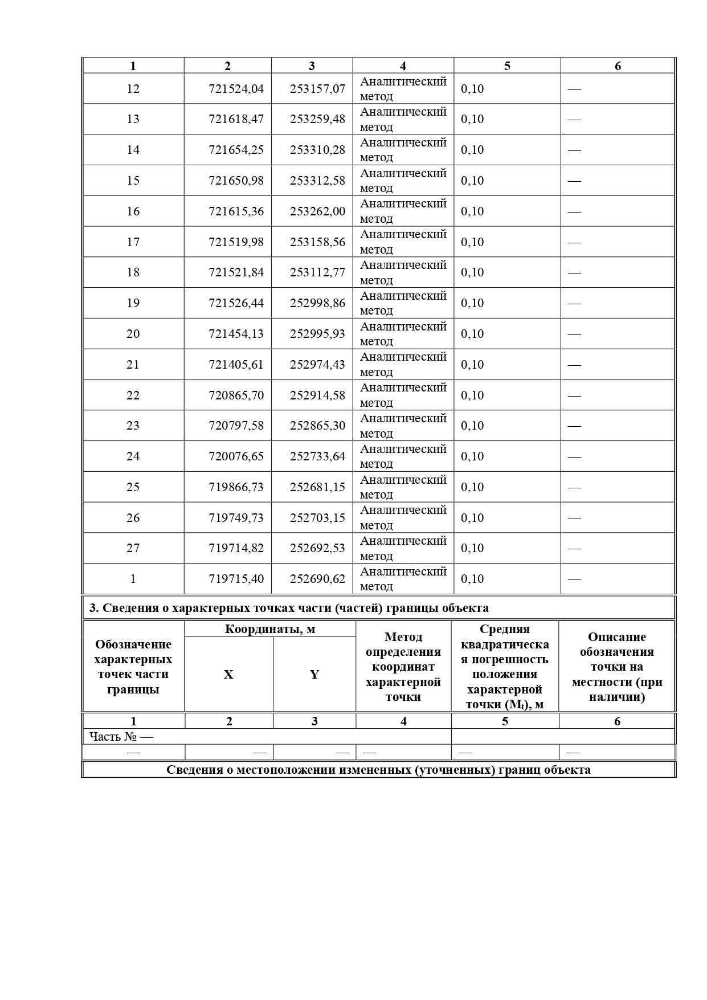 1 2 3 4 5 6
12 721524,04 253157,07 Аналитический метод 0,10 —
13 721618,47 253259,48 Аналитический метод 0,10 —
14 721654,25 253310,28 Аналитический метод 0,10 —
15 721650,98 253312,58 Аналитический метод 0,10 —
16 721615,36 253262,00 Аналитический метод 0,10 —
17 721519,98 253158,56 Аналитический метод 0,10 —
18 721521,84 253112,77 Аналитический метод 0,10 —
19 721526,44 252998,86 Аналитический метод 0,10 —
20 721454,13 252995,93 Аналитический метод 0,10 —
21 721405,61 252974,43 Аналитический метод 0,10 —
22 720865,70 252914,58 Аналитический метод 0,10 —
23 720797,58 252865,30 Аналитический метод 0,10 —
24 720076,65 252733,64 Аналитический метод 0,10 —
25 719866,73 252681,15 Аналитический метод 0,10 —
26 719749,73 252703,15 Аналитический метод 0,10 —
27 719714,82 252692,53 Аналитический метод 0,10 —
1 719715,40 252690,62 Аналитический метод 0,10 —
3. Сведения о характерных точках части (частей) границы объекта
Обозначение
характерных
точек части
границы
Координаты, м
X Y
Метод
определения
координат
характерной
точки
Средняя
квадратическа
я погрешность
положения
характерной
точки (Mt), м
Описание
обозначения
точки на
местности (при
наличии)
1 2 3 4 5 6
Часть № —
— — — — — —
Сведения о местоположении измененных (уточненных) границ объекта